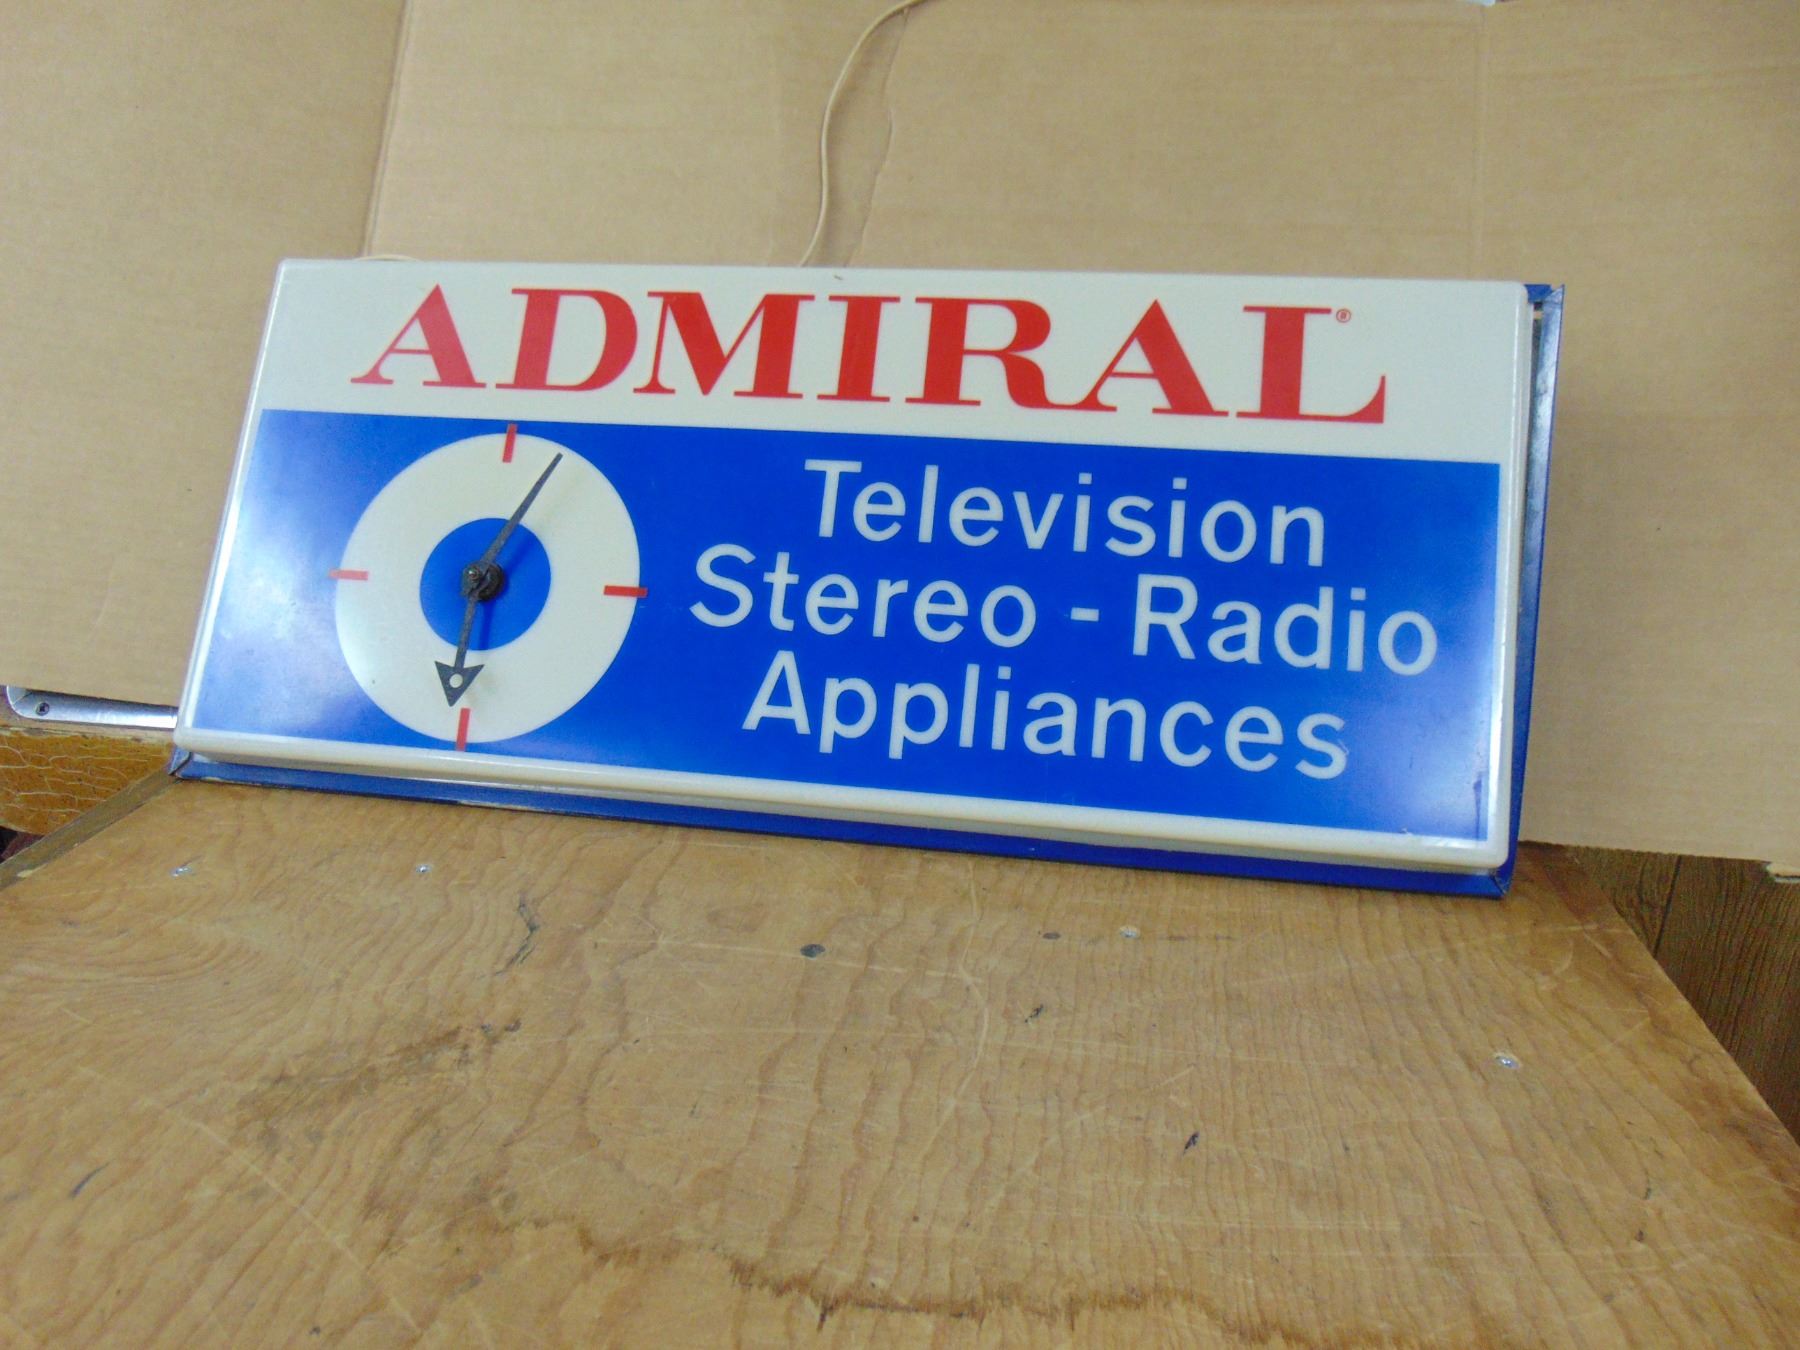 ADMIRAL®
Television
Stereo - Radio
Appliances